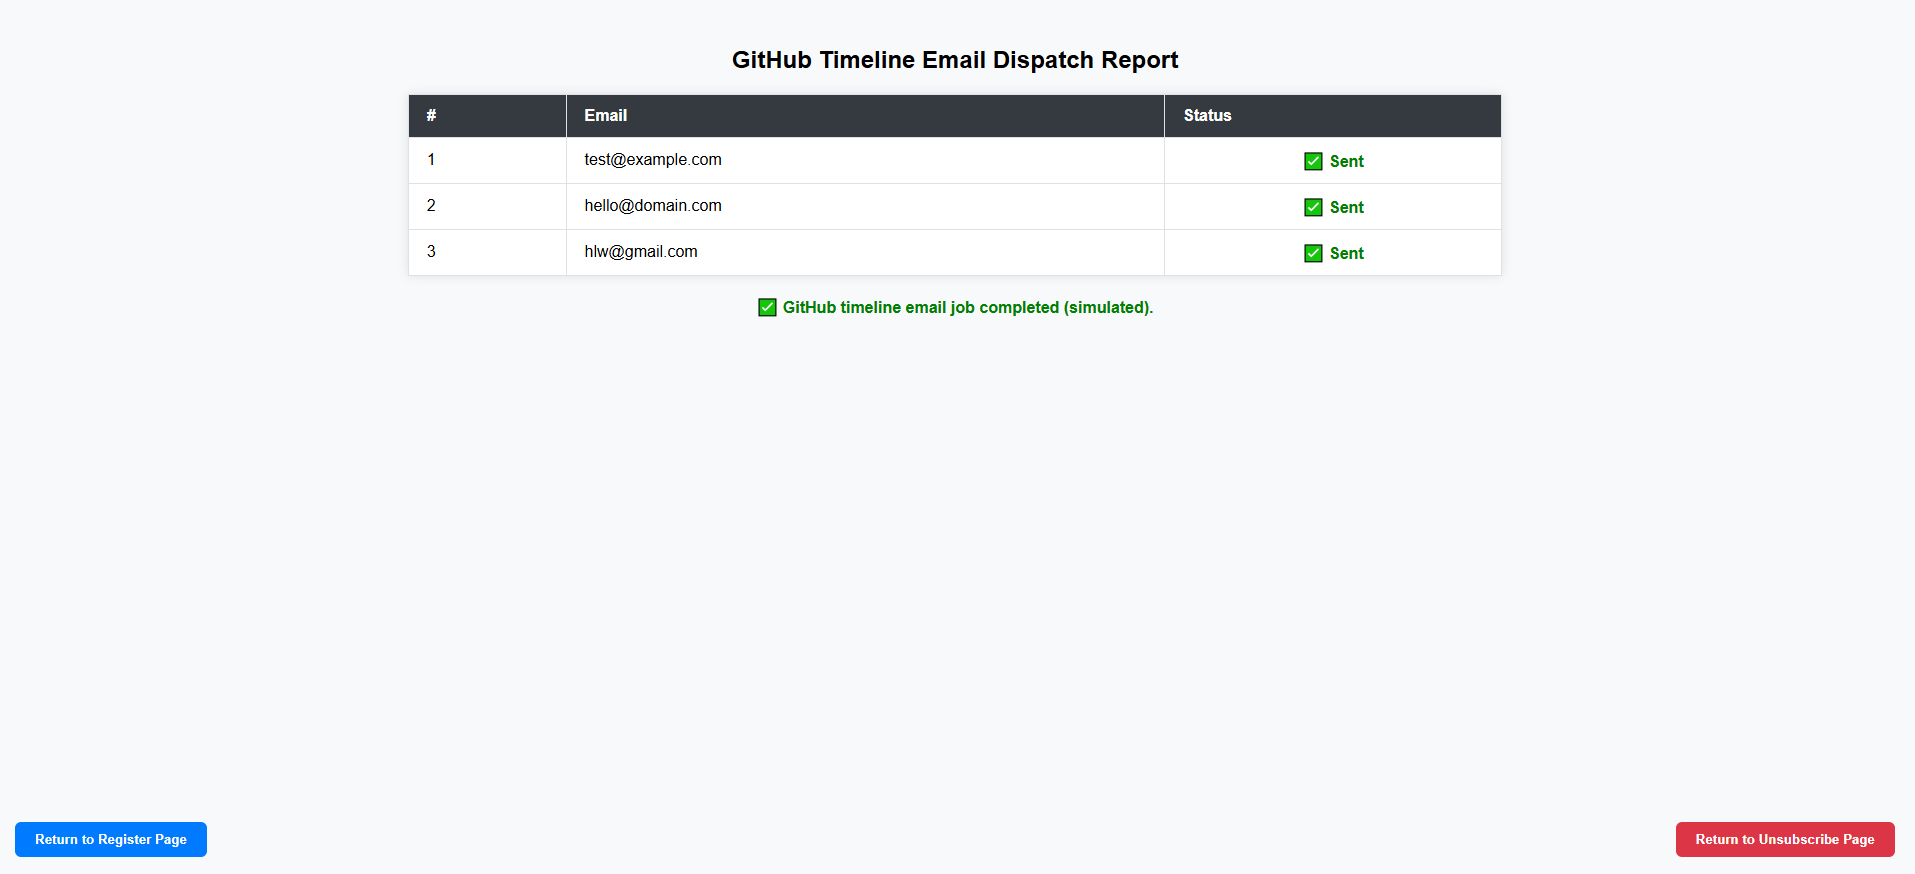 GitHub Timeline Email Dispatch Report
# Email Status
1 test@example.com ✅ Sent
2 hello@domain.com ✅ Sent
3 hlw@gmail.com ✅ Sent
✅ GitHub timeline email job completed (simulated).
Return to Register Page
Return to Unsubscribe Page